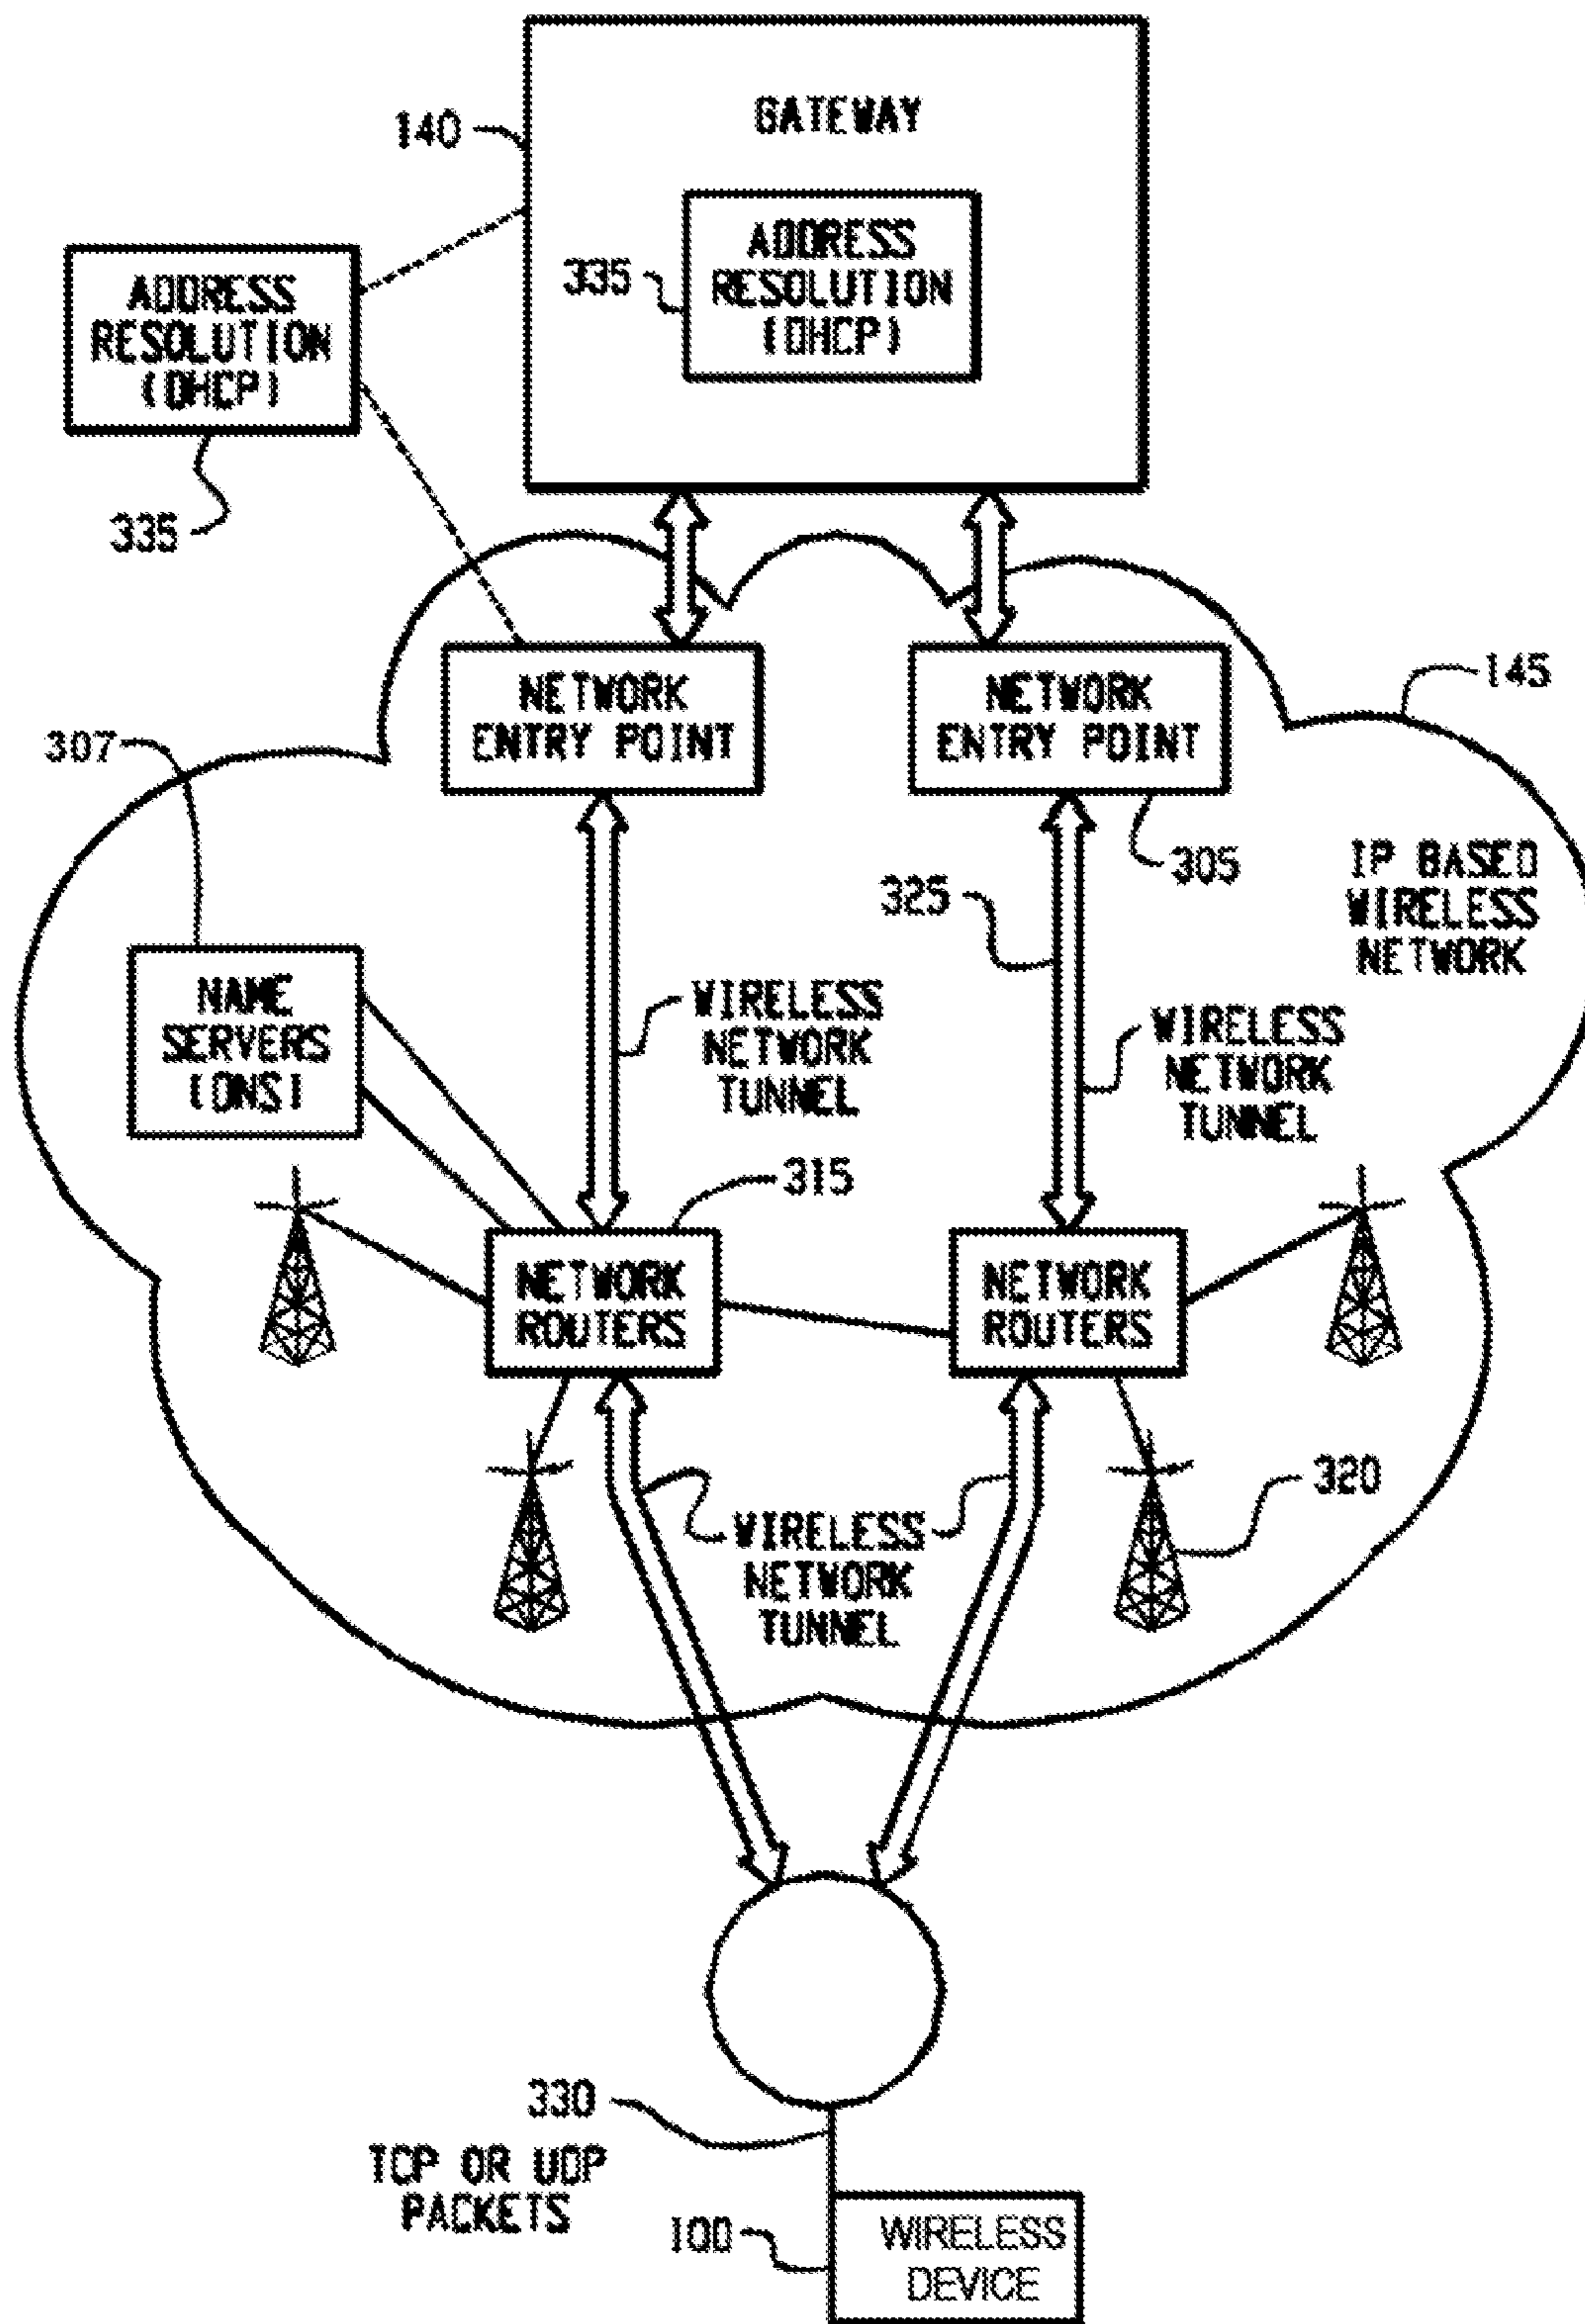 GATEWAY
140
ADDRESS
RESOLUTION
(DHCP)
335
ADDRESS
RESOLUTION
(DHCP)
335
NETWORK
ENTRY POINT
NETWORK
ENTRY POINT
145
307
305
325
IP BASED
WIRELESS
NETWORK
NAME
SERVERS
(DNS)
WIRELESS
NETWORK
TUNNEL
WIRELESS
NETWORK
TUNNEL
315
NETWORK
ROUTERS
NETWORK
ROUTERS
320
WIRELESS
NETWORK
TUNNEL
330
TCP OR UDP
PACKETS
100
WIRELESS
DEVICE